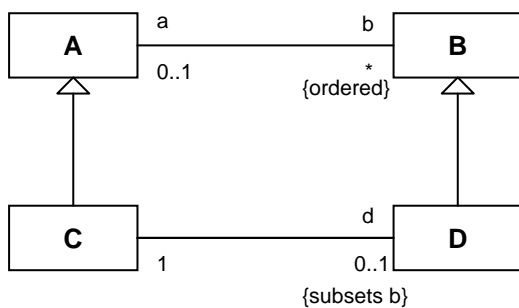 a b
A B
0..1 *
{ordered}
d
C D
1 0..1
{subsets b}